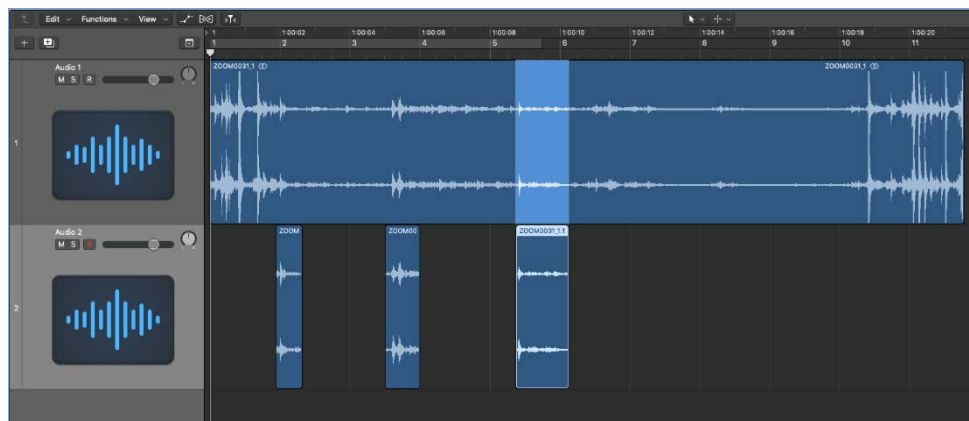 Edit Functions View
1 1:00:02 1:00:04 1:00:06 1:00:08 1:00:10 1:00:12 1:00:14 1:00:16 1:00:18 1:00:20
1 2 3 4 5 6 7 8 9 10 11
Audio 1
M S R
1
ZOOM0031_1 ZOOM0031_1
Audio 2
M S R
2
ZOOM ZOOM00 ZOOM0031_1.1